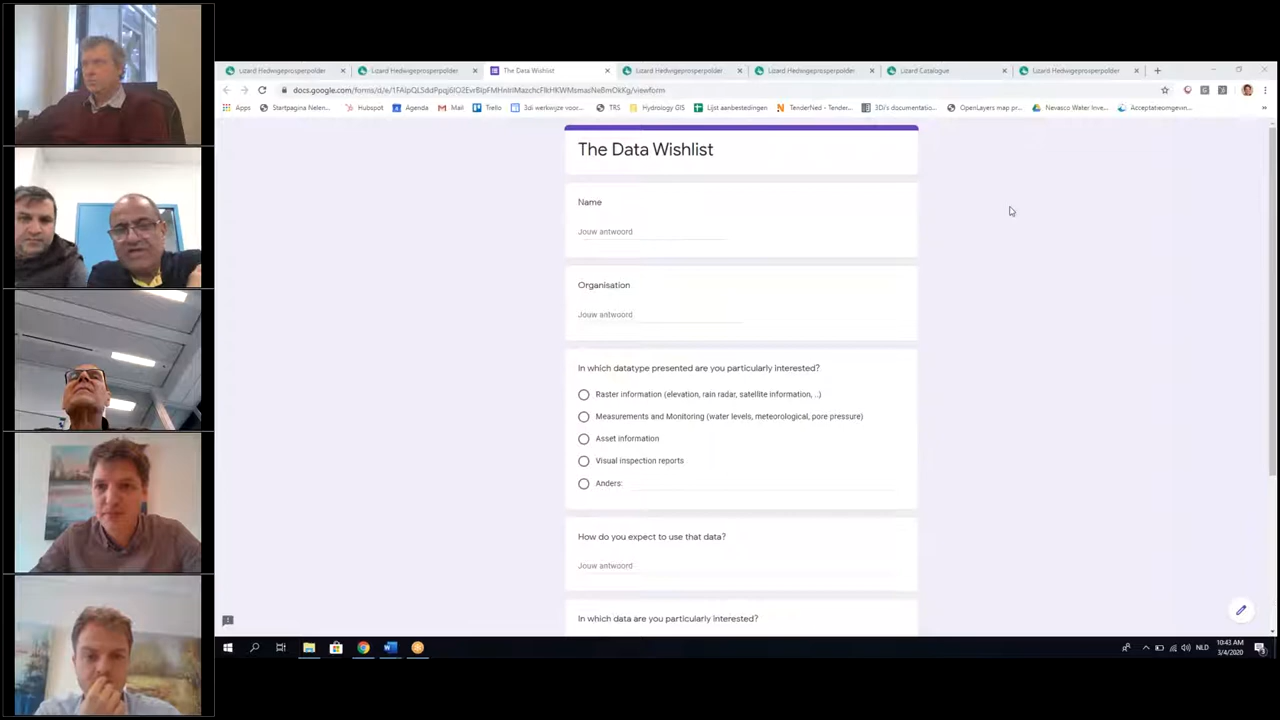 Lizard Hedwigeprosperpolder
Lizard Hedwigeprosperpolder
The Data Wishlist
Lizard Hedwigeprosperpolder
Lizard Hedwigeprosperpolder
Lizard Catalogue
Lizard Hedwigeprosperpolder
Apps
Startpagina Nelen...
Hubspot
Agenda
Mail
Trello
3di werkwijze voor...
TRS
Hydrology GIS
Lijst aanbestedingen
TenderNed - Tender...
3Di's documentatio...
OpenLayers map pr...
Nevasco Water Inve...
Acceptatieomgevin...
The Data Wishlist
Name
Jouw antwoord
Organisation
Jouw antwoord
In which datatype presented are you particularly interested?
Raster information (elevation, rain radar, satellite information, ..)
Measurements and Monitoring (water levels, meteorological, pore pressure)
Asset information
Visual inspection reports
Anders:
How do you expect to use that data?
Jouw antwoord
In which data are you particularly interested?
NLD
10:43 AM
3/4/2020